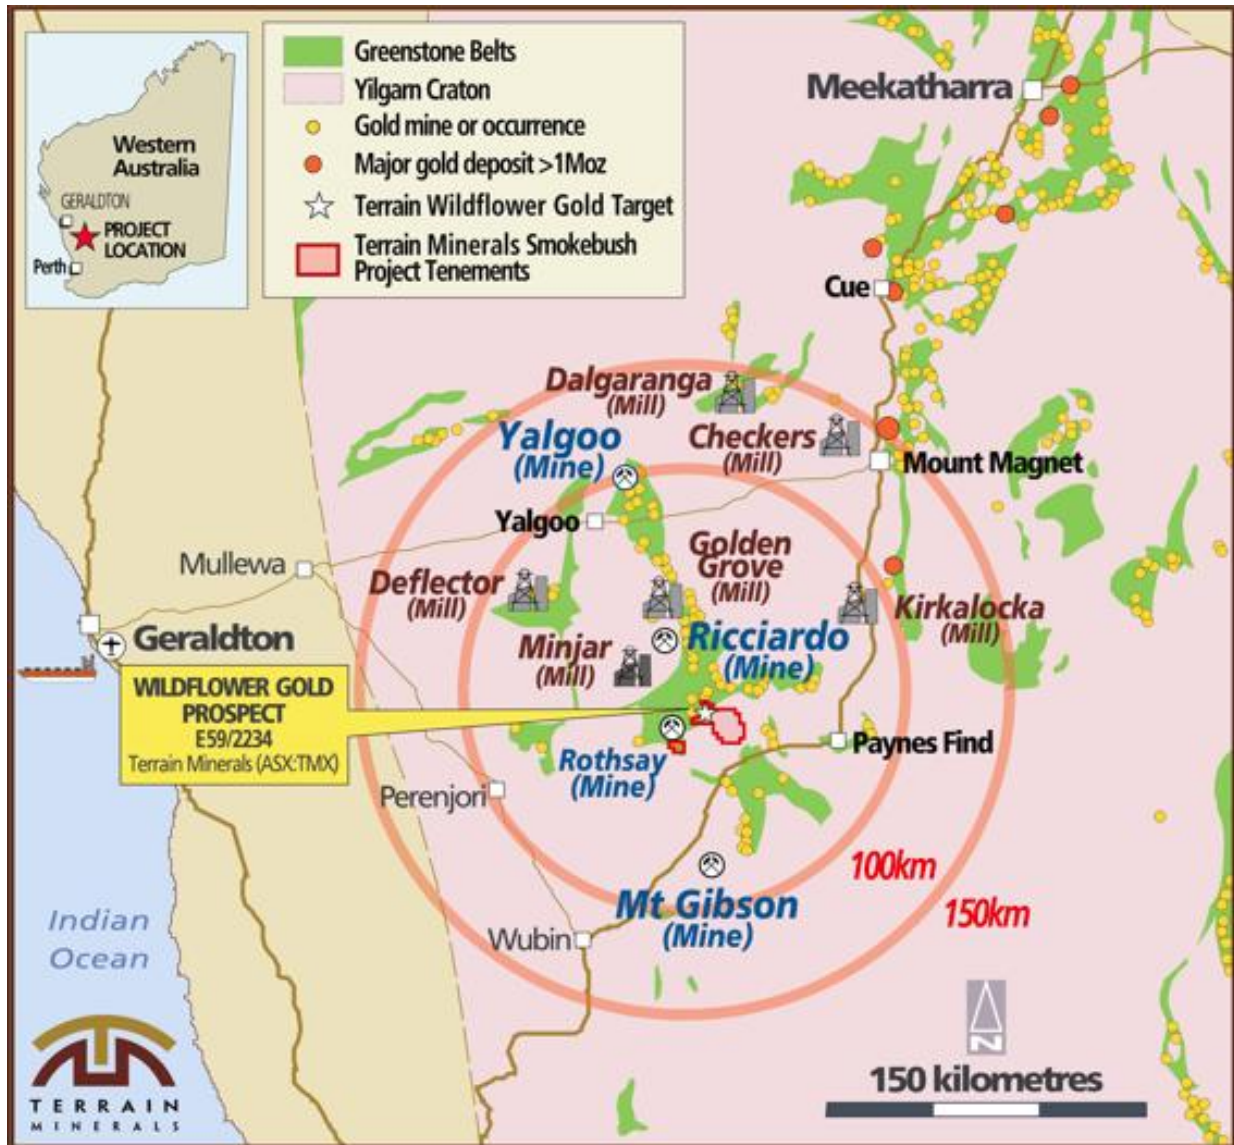 Western
Australia
GERALDTON
PROJECT
LOCATION
Perth
Greenstone Belts
Yilgarn Craton
Gold mine or occurrence
Major gold deposit >1Moz
Terrain Wildflower Gold Target
Terrain Minerals Smokebush
Project Tenements
Meekatharra
Cue
Dalgaranga
(Mill)
Checkers
(Mill)
Yalgoo
(Mine)
Mount Magnet
Yalgoo
Golden
Grove
(Mill)
Mullewa
Deflector
(Mill)
Kirkalocka
(Mill)
Geraldton
Minjar
(Mill)
Ricciardo
(Mine)
WILDFLOWER GOLD
PROSPECT
E59/2234
Terrain Minerals (ASX:TMX)
Rothsay
(Mine)
Paynes Find
Perenjori
100km
150km
Mt Gibson
(Mine)
Wubin
Indian
Ocean
N
150 kilometres
TERRAIN
MINERALS